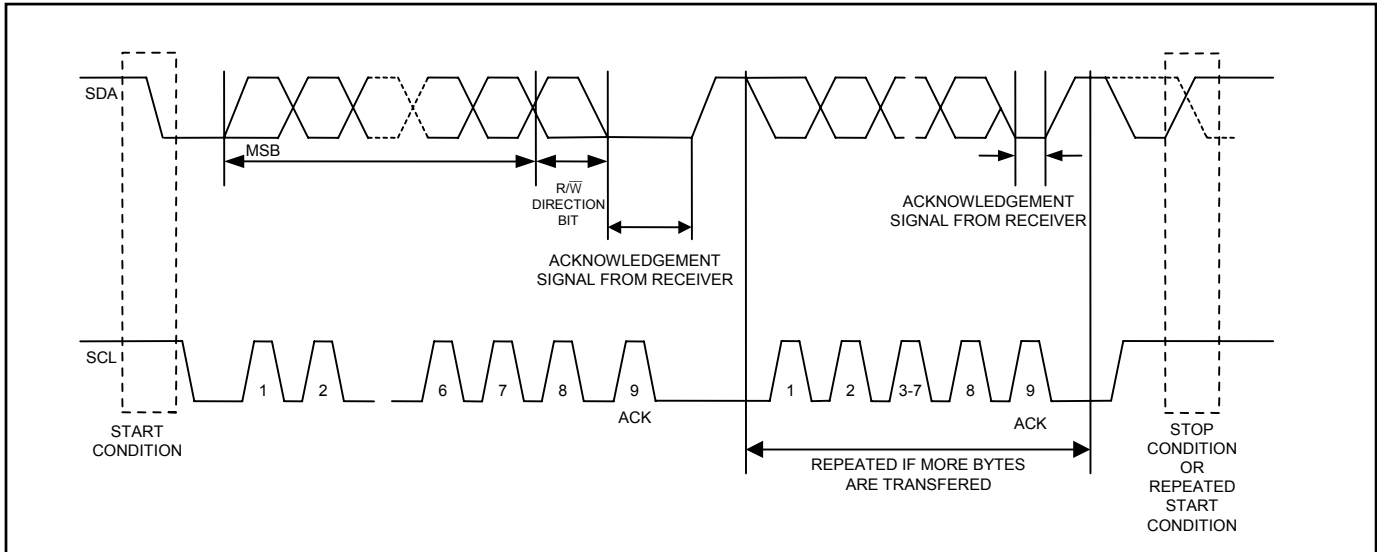 SDA
MSB
R/W̅
DIRECTION
BIT
ACKNOWLEDGEMENT
SIGNAL FROM RECEIVER
ACKNOWLEDGEMENT
SIGNAL FROM RECEIVER
SCL
1
2
6
7
8
9
1
2
3-7
8
9
ACK
ACK
START
CONDITION
REPEATED IF MORE BYTES
ARE TRANSFERED
STOP
CONDITION
OR
REPEATED
START
CONDITION